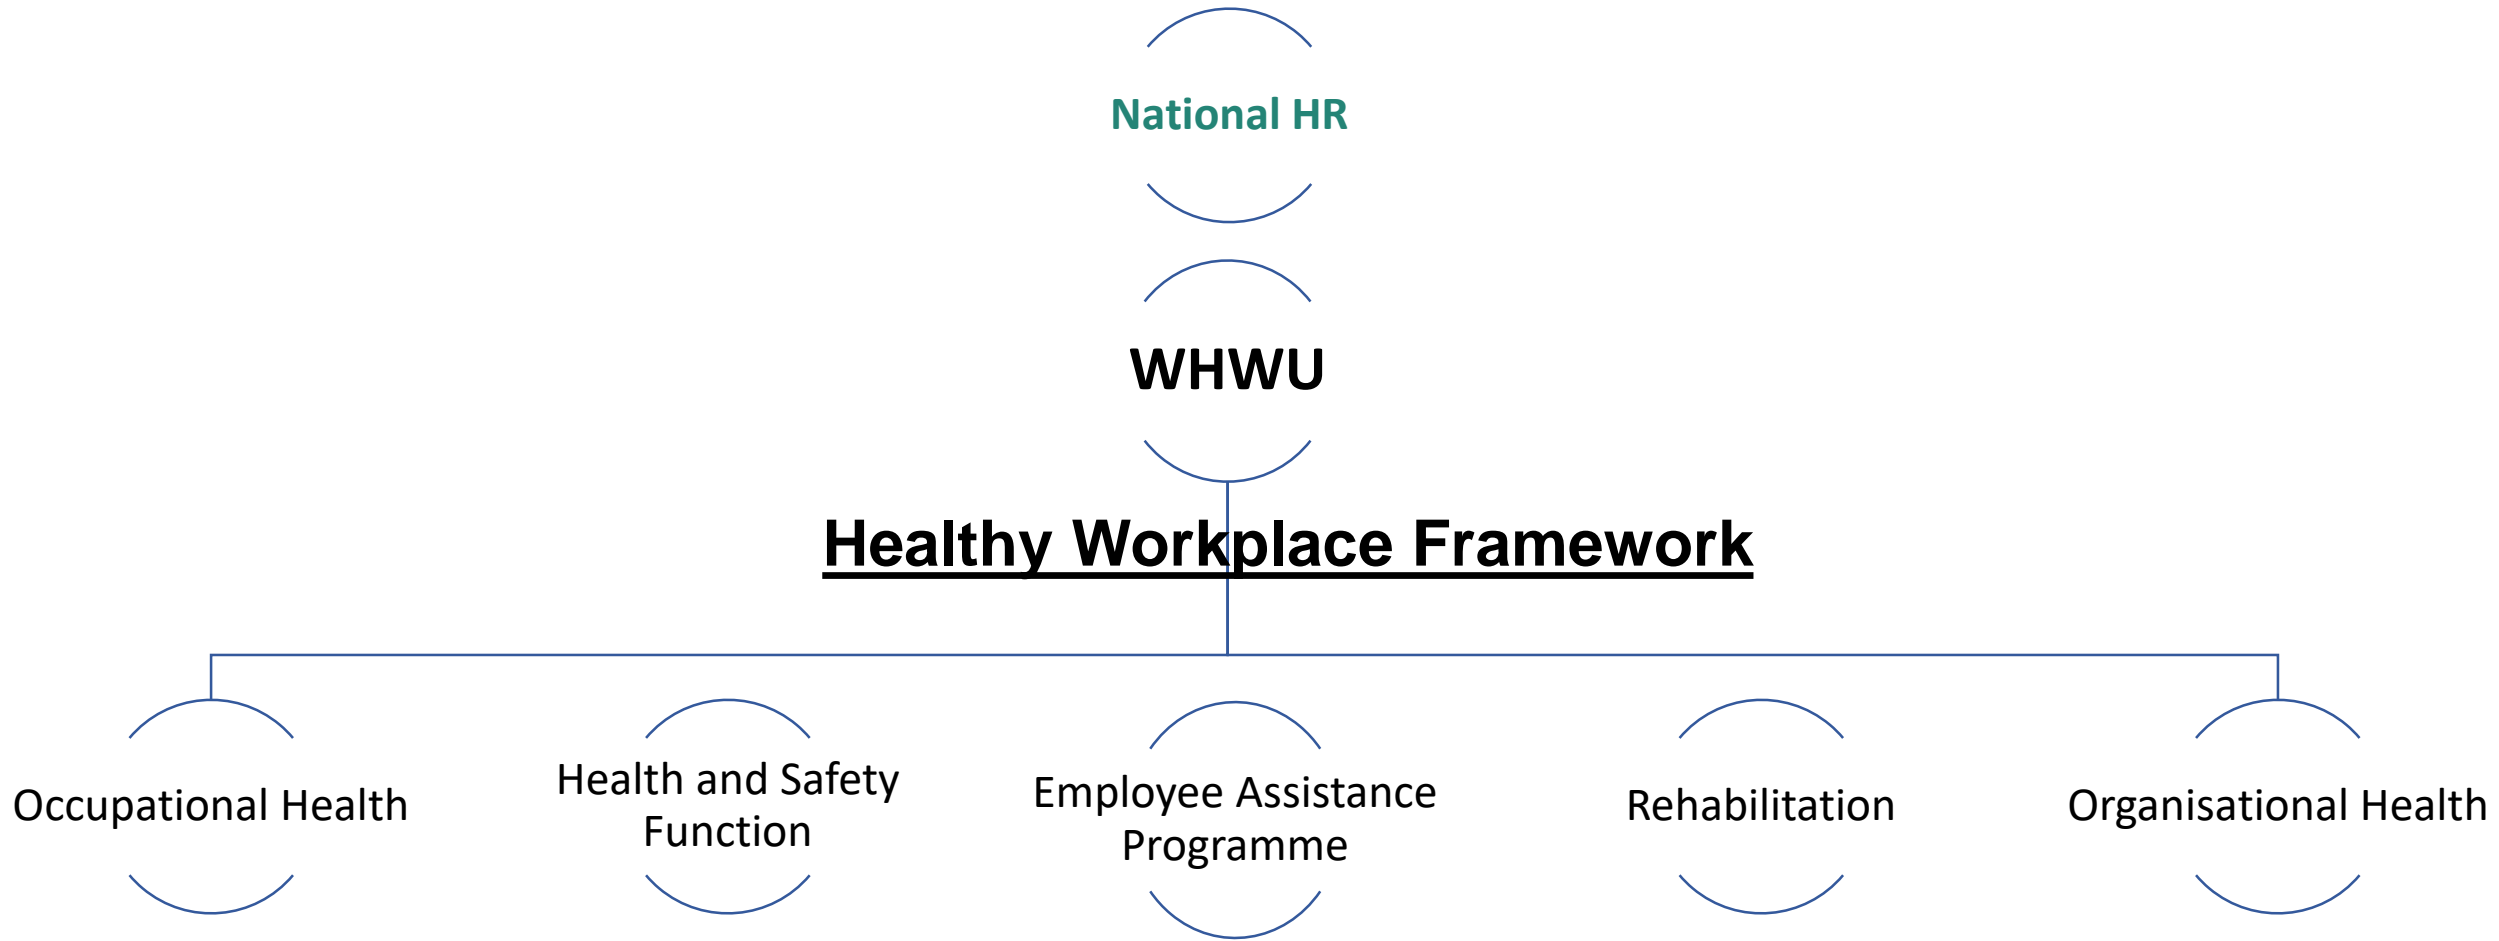 National HR
WHWU
Healthy Workplace Framework
Occupational Health
Health and Safety
Function
Employee Assistance
Programme
Rehabilitation
Organisational Health